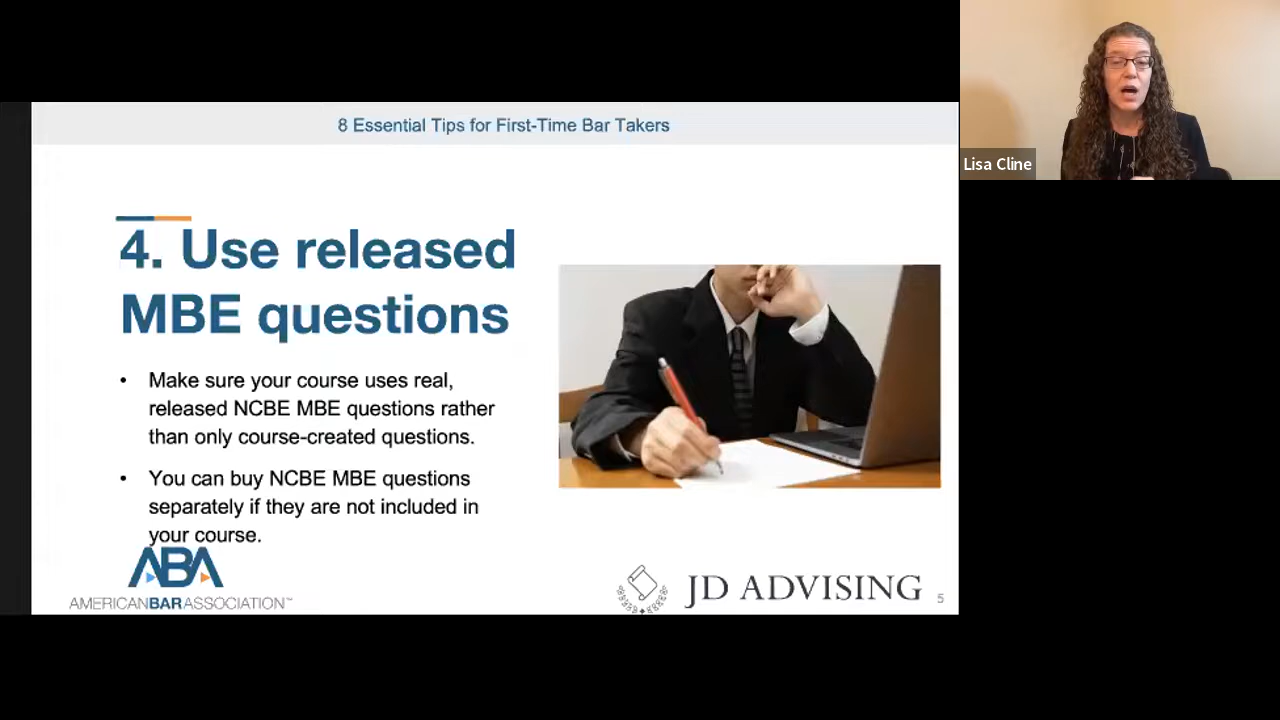 8 Essential Tips for First-Time Bar Takers
4. Use released
MBE questions
• Make sure your course uses real,
released NCBE MBE questions rather
than only course-created questions.
• You can buy NCBE MBE questions
separately if they are not included in
your course.
ABA
AMERICANBARASSOCIATION™
JD ADVISING
5
Lisa Cline